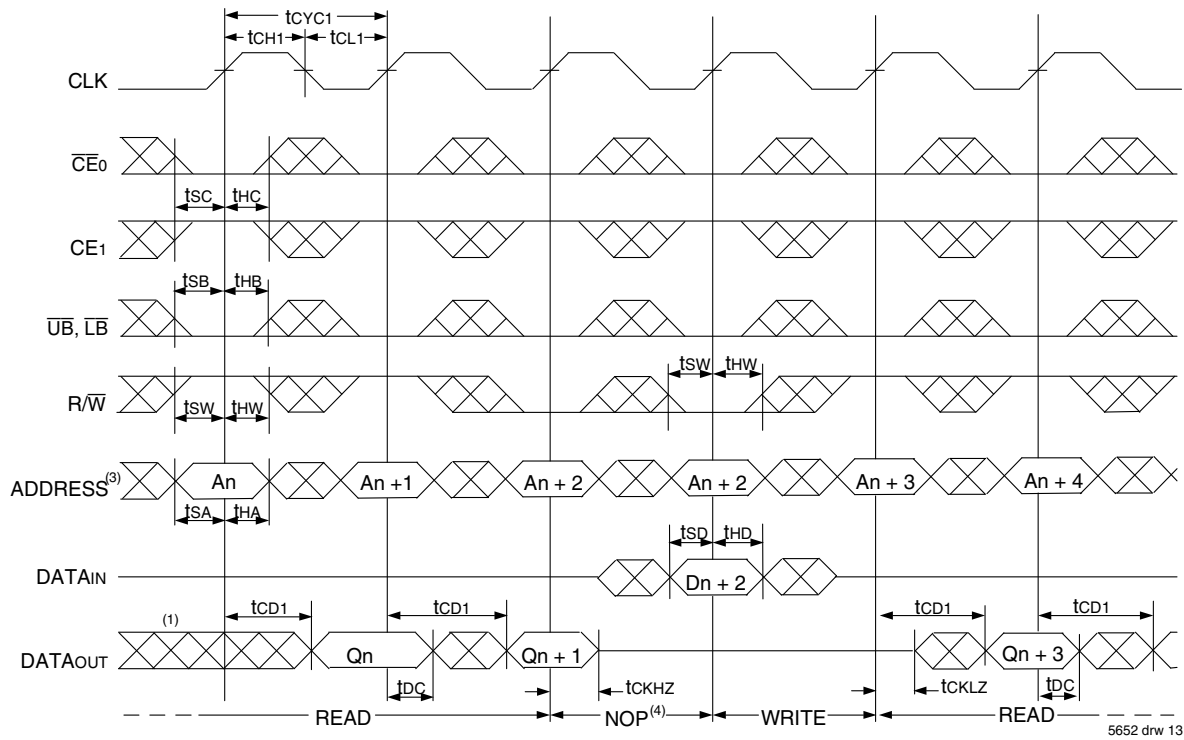 tCYC1
tCH1 tCL1
CLK
CE0
tSC tHC
CE1
tSB tHB
UB, LB
tSW tHW
R/W
tSW tHW
ADDRESS(3) An An +1 An + 2 An + 2 An + 3 An + 4
tSA tHA
tSD tHD
DATAIN Dn + 2
(1) tCD1 tCD1 tCD1 tCD1
DATAOUT Qn Qn + 1 Qn + 3
tDC tCKHZ tCKLZ tDC
READ NOP(4) WRITE READ
5652 drw 13